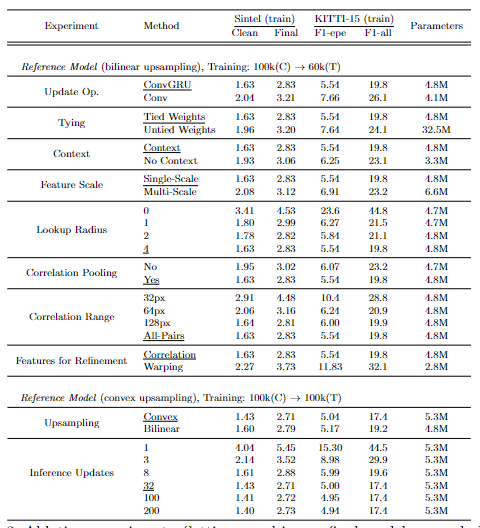 Experiment Method Sintel (train) KITTI-15 (train) Parameters
Clean Final F1-epe F1-all
Reference Model (bilinear upsampling), Training: 100k(C) → 60k(T)
Update Op. ConvGRU 1.63 2.83 5.54 19.8 4.8M
Conv 2.04 3.21 7.66 26.1 4.1M
Tying Tied Weights 1.63 2.83 5.54 19.8 4.8M
Untied Weights 1.96 3.20 7.64 24.1 32.5M
Context Context 1.63 2.83 5.54 19.8 4.8M
No Context 1.93 3.06 6.25 23.1 3.3M
Feature Scale Single-Scale 1.63 2.83 5.54 19.8 4.8M
Multi-Scale 2.08 3.12 6.91 23.2 6.6M
Lookup Radius 0 3.41 4.53 23.6 44.8 4.7M
1 1.80 2.99 6.27 21.5 4.7M
2 1.78 2.82 5.84 21.1 4.8M
4 1.63 2.83 5.54 19.8 4.8M
Correlation Pooling No 1.95 3.02 6.07 23.2 4.7M
Yes 1.63 2.83 5.54 19.8 4.8M
Correlation Range 32px 2.91 4.48 10.4 28.8 4.8M
64px 2.06 3.16 6.24 20.9 4.8M
128px 1.64 2.81 6.00 19.9 4.8M
All-Pairs 1.63 2.83 5.54 19.8 4.8M
Features for Refinement Correlation 1.63 2.83 5.54 19.8 4.8M
Warping 2.27 3.73 11.83 32.1 2.8M
Reference Model (convex upsampling), Training: 100k(C) → 100k(T)
Upsampling Convex 1.43 2.71 5.04 17.4 5.3M
Bilinear 1.60 2.79 5.17 19.2 4.8M
Inference Updates 1 4.04 5.45 15.30 44.5 5.3M
3 2.14 3.52 8.98 29.9 5.3M
8 1.61 2.88 5.99 19.6 5.3M
32 1.43 2.71 5.00 17.4 5.3M
100 1.41 2.72 4.95 17.4 5.3M
200 1.40 2.73 4.94 17.4 5.3M